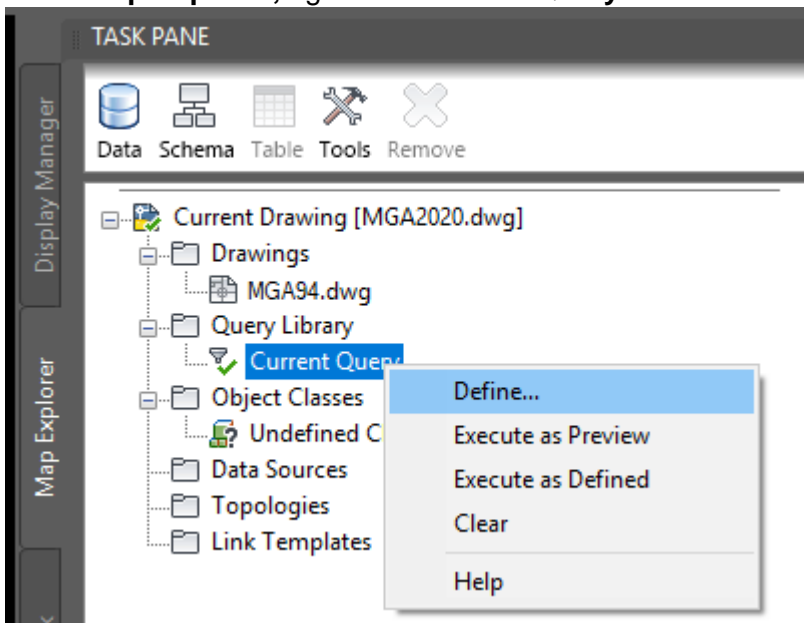 TASK PANE
Display Manager
Map Explorer
Data Schema Table Tools Remove
Current Drawing [MGA2020.dwg]
Drawings
MGA94.dwg
Query Library
Current Query
Object Classes
Undefined C
Data Sources
Topologies
Link Templates
Define...
Execute as Preview
Execute as Defined
Clear
Help